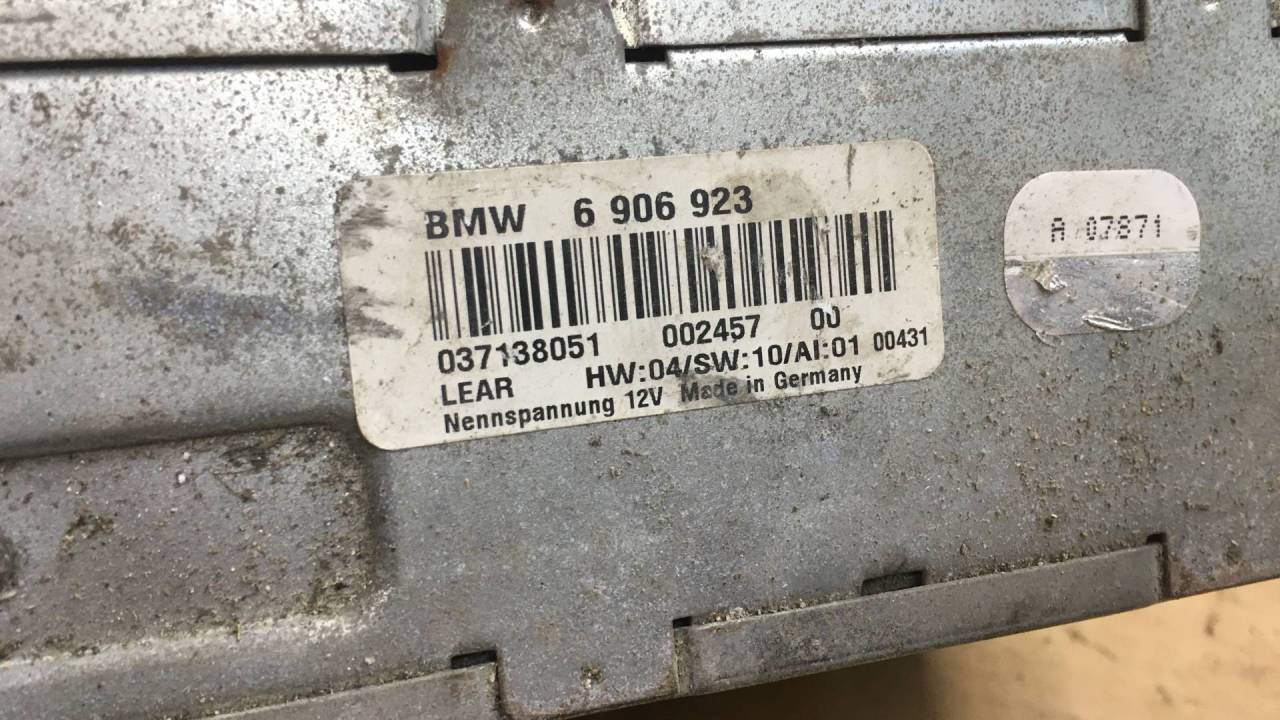 BMW 6 906 923
037138051 002457 00
LEAR HW:04/SW:10/AI:01 00431
Nennspannung 12V Made in Germany
A 07871